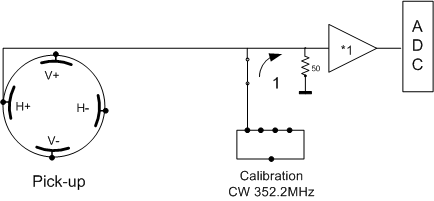 V+
H+
H-
V-
Pick-up
1
50
*1
A
D
C
Calibration
CW 352.2MHz